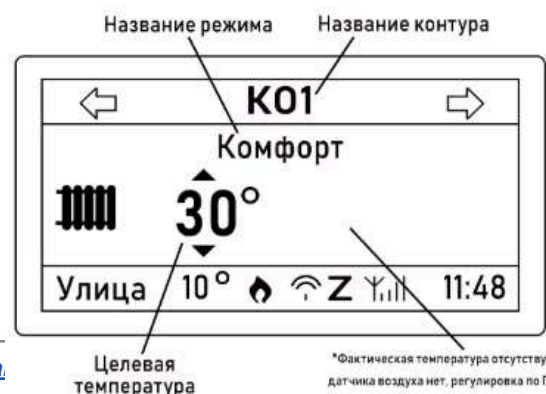 Название режима Название контура
К01
Комфорт
30°
Улица 10° Z 11:48
Целевая
температура
*Фактическая температура
датчика воздуха нет, регулировка по